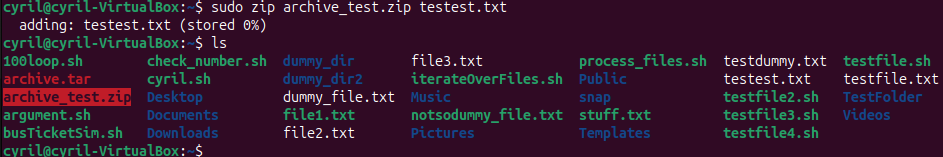 cyril@cyril-VirtualBox:~$ sudo zip archive_test.zip testest.txt
  adding: testest.txt (stored 0%)
cyril@cyril-VirtualBox:~$ ls
100loop.sh        check_number.sh  dummy_dir       file3.txt            process_files.sh  testdummy.txt  testfile.sh
archive.tar       cyril.sh         dummy_dir2      iterateOverFiles.sh  Public            testest.txt    testfile.txt
archive_test.zip  Desktop          dummy_file.txt  Music                snap              testfile2.sh   TestFolder
argument.sh       Documents        file1.txt       notsodummy_file.txt  stuff.txt         testfile3.sh   Videos
busTicketSim.sh   Downloads        file2.txt       Pictures             Templates         testfile4.sh
cyril@cyril-VirtualBox:~$